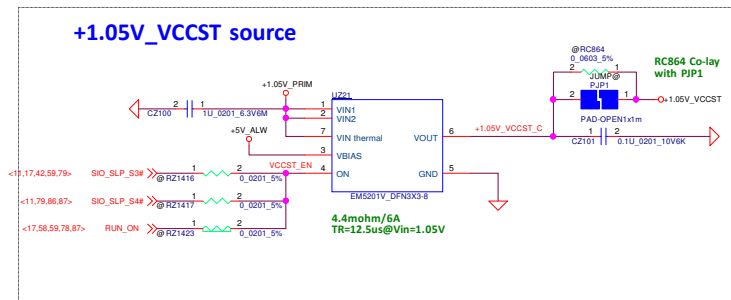 +1.05V_VCCST source
@RC864
0_0603_5%
2 1
RC864 Co-lay
with PJP1
JUMP@
PJP1
2 1
+1.05V_VCCST
PAD-OPEN1x1m
+1.05V_PRIM
UZ21
2 1
CZ100 1U_0201_6.3V6M
1 VIN1
2 VIN2
+5V_ALW
7 VIN thermal
VOUT 6
+1.05V_VCCST_C
1 2
CZ101 0.1U_0201_10V6K
3 VBIAS
VCCST_EN
4 ON
GND 5
<11,17,42,59,79> SIO_SLP_S3#
1 2
@RZ1416 0_0201_5%
EM5201V_DFN3X3-8
<11,79,86,87> SIO_SLP_S4#
1 2
@RZ1417 0_0201_5%
4.4mohm/6A
TR=12.5us@Vin=1.05V
<17,58,59,78,87> RUN_ON
1 2
@RZ1423 0_0201_5%